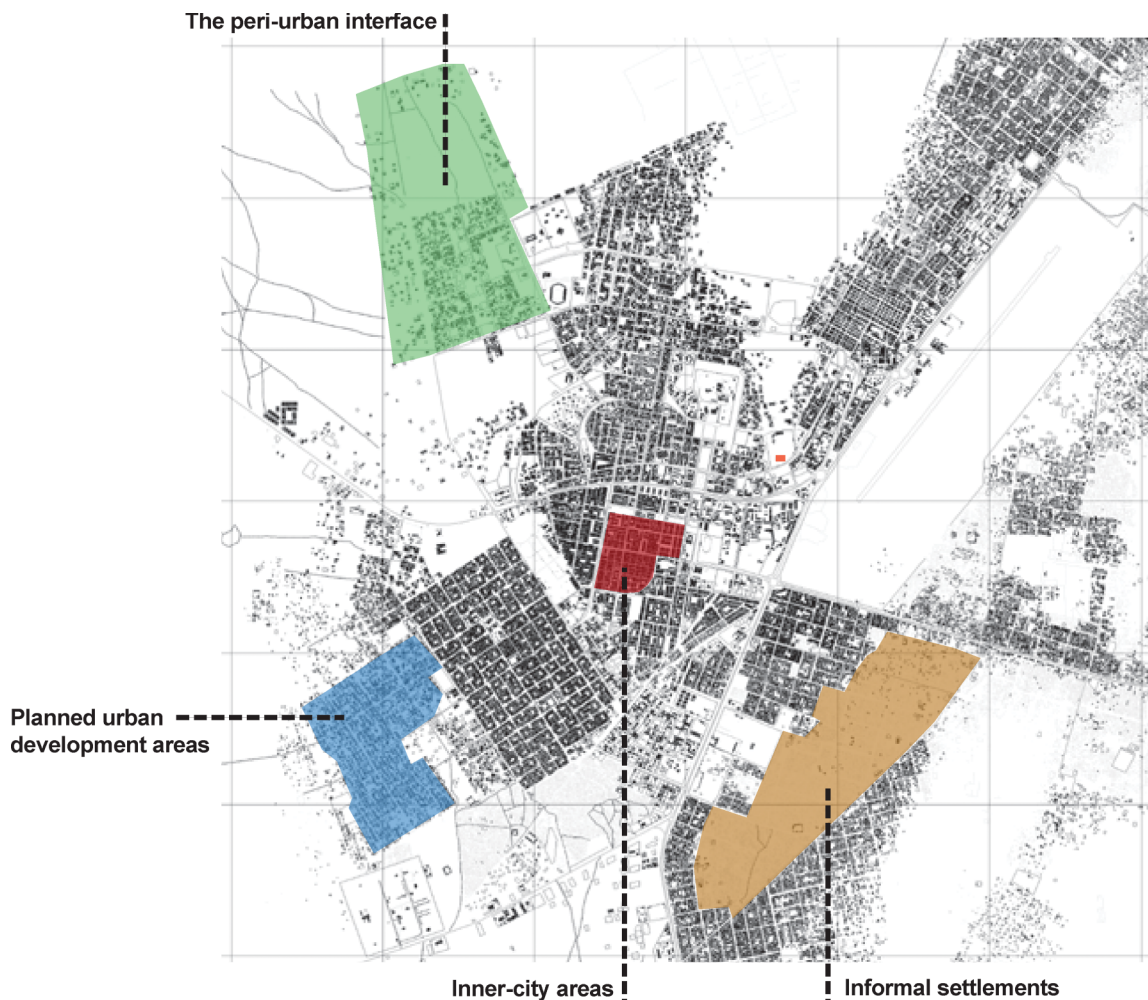 The peri-urban interface
Planned urban
development areas
Inner-city areas
Informal settlements